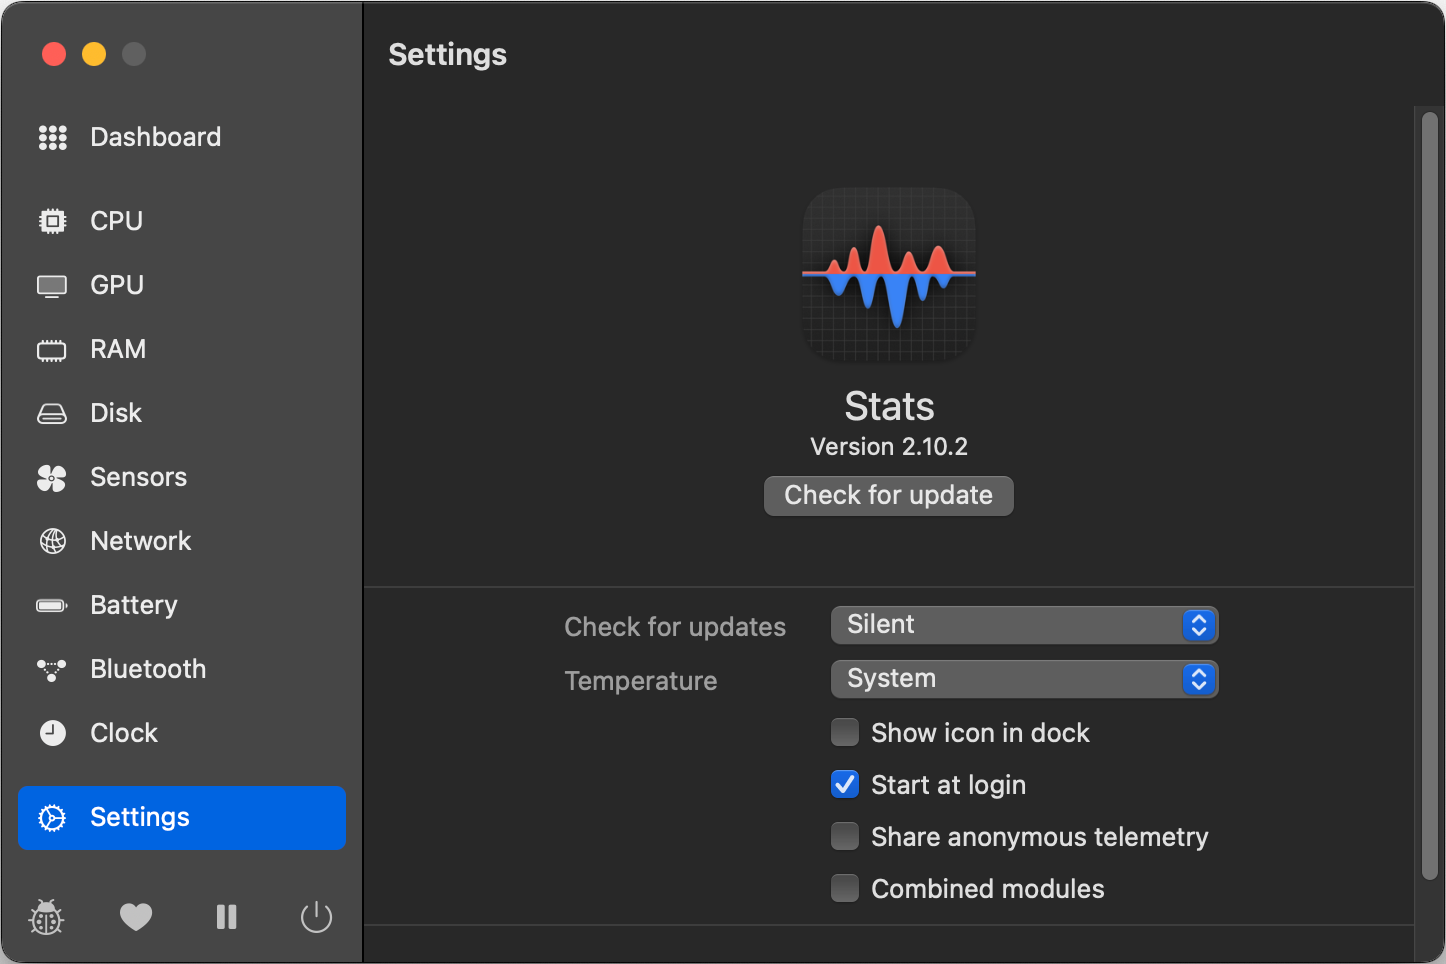 Settings
Dashboard
CPU
GPU
RAM
Disk
Sensors
Network
Battery
Bluetooth
Clock
Settings
Stats
Version 2.10.2
Check for update
Check for updates Silent
Temperature System
Show icon in dock
Start at login
Share anonymous telemetry
Combined modules